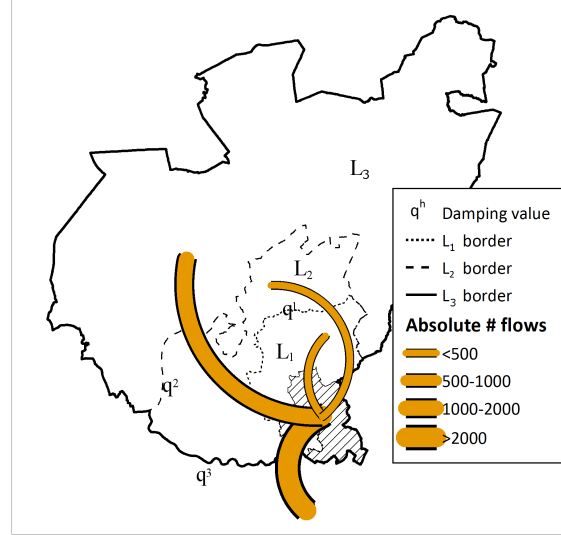 L₃
qʰ Damping value
L₁ border
L₂ border
L₃ border
Absolute # flows
<500
500-1000
1000-2000
>2000
L₂
q¹
L₁
q²
q³